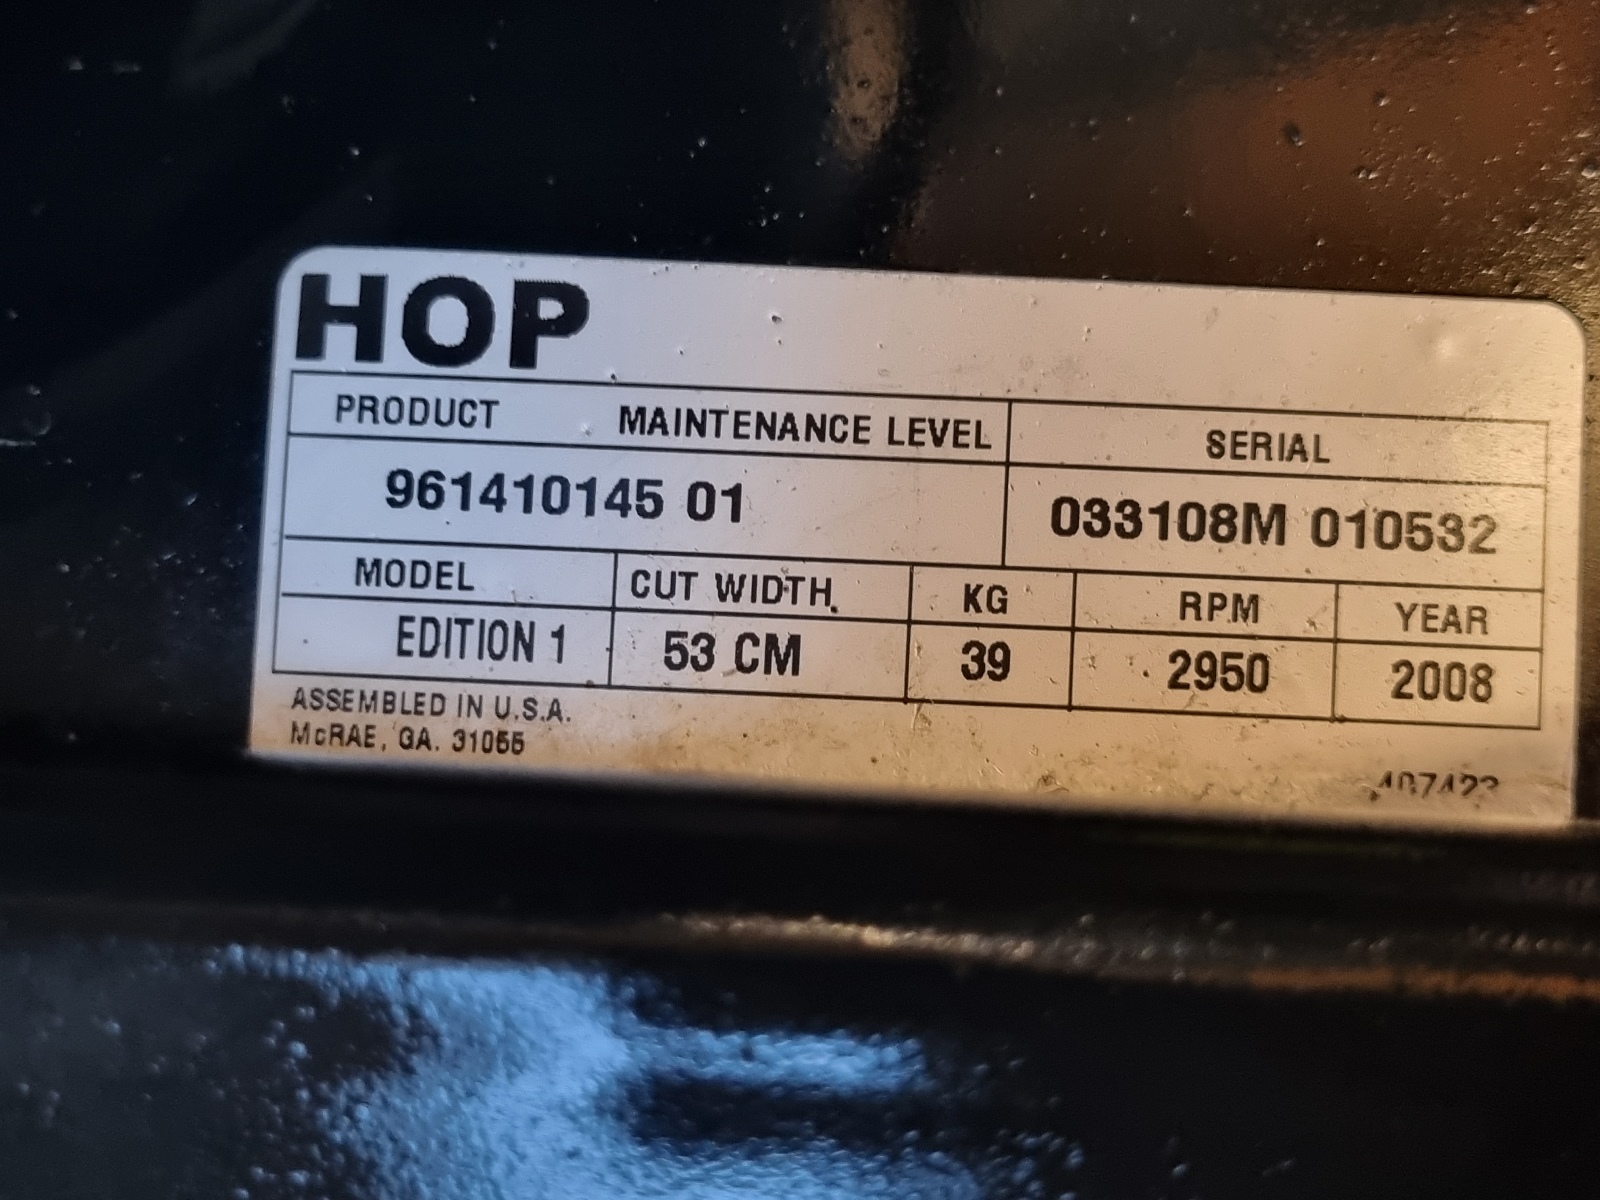 HOP
PRODUCT MAINTENANCE LEVEL SERIAL
961410145 01 033108M 010532
MODEL CUT WIDTH. KG RPM YEAR
EDITION 1 53 CM 39 2950 2008
ASSEMBLED IN U.S.A.
McRAE, GA. 31055